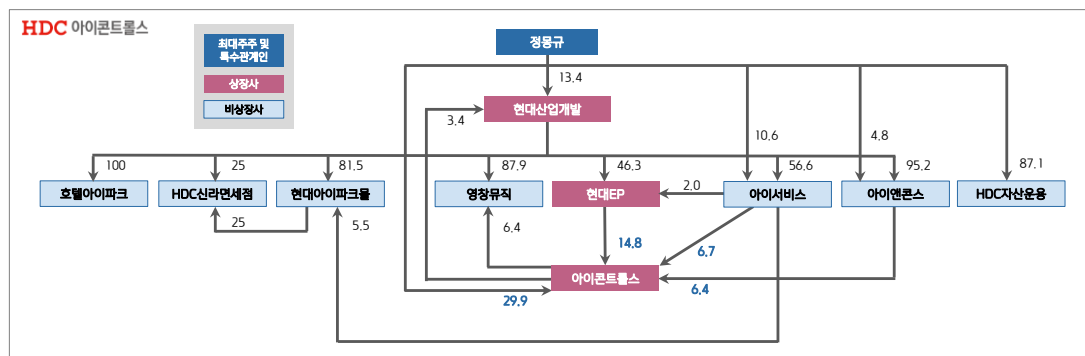 HDC 아이콘트롤스
최대주주 및
특수관계인
상장사
비상장사
정몽규
13.4
현대산업개발
3.4
10.6
4.8
100
25
81.5
87.9
46.3
56.6
95.2
87.1
호텔아이파크
HDC신라면세점
현대아이파크몰
영창뮤직
현대EP
2.0
아이서비스
아이앤콘스
HDC자산운용
25
5.5
6.4
14.8
6.7
아이콘트롤스
29.9
6.4